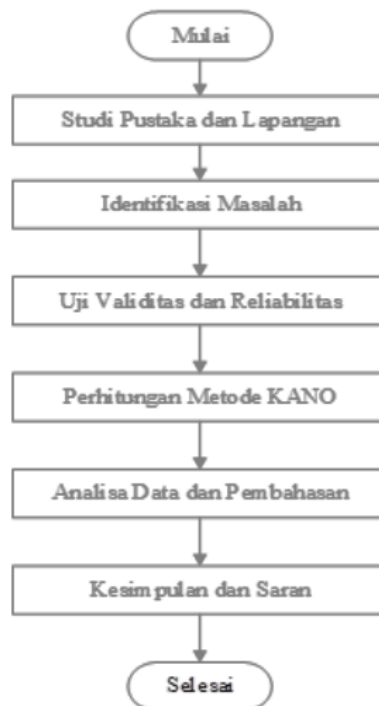 Mulai
Studi Pustaka dan Lapangan
Identifikasi Masalah
Uji Validitas dan Reliabilitas
Perhitungan Metode KANO
Analisa Data dan Pembahasan
Kesimpulan dan Saran
Selesai